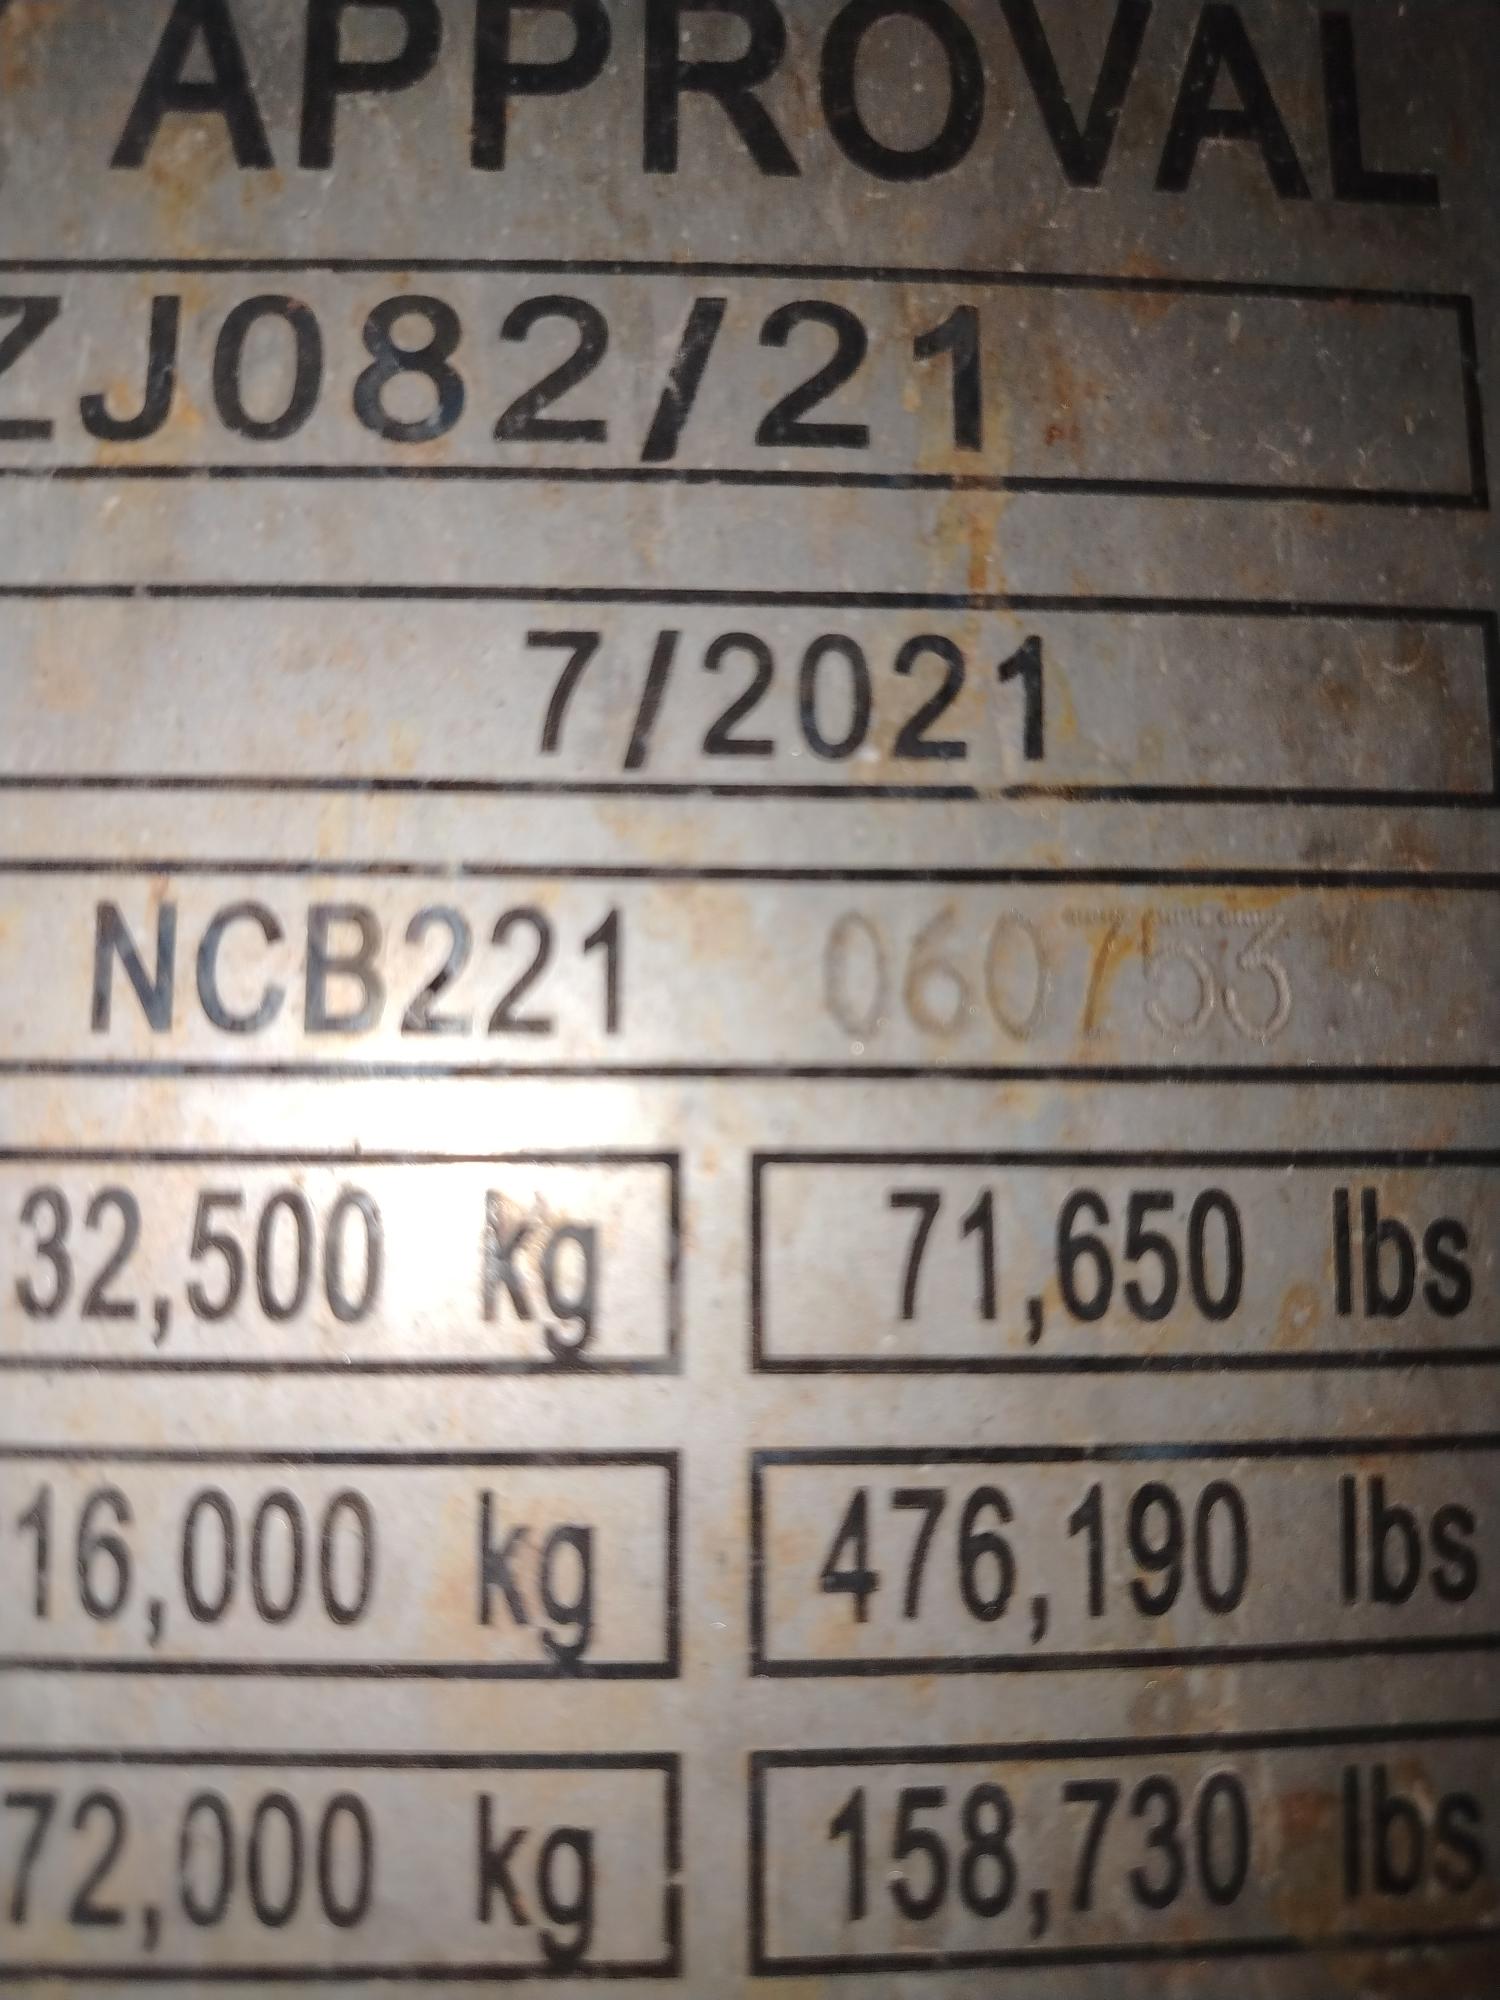 APPROVAL
ZJ082/21
7/2021
NCB221 060753
32,500 kg 71,650 lbs
16,000 kg 476,190 lbs
72,000 kg 158,730 lbs